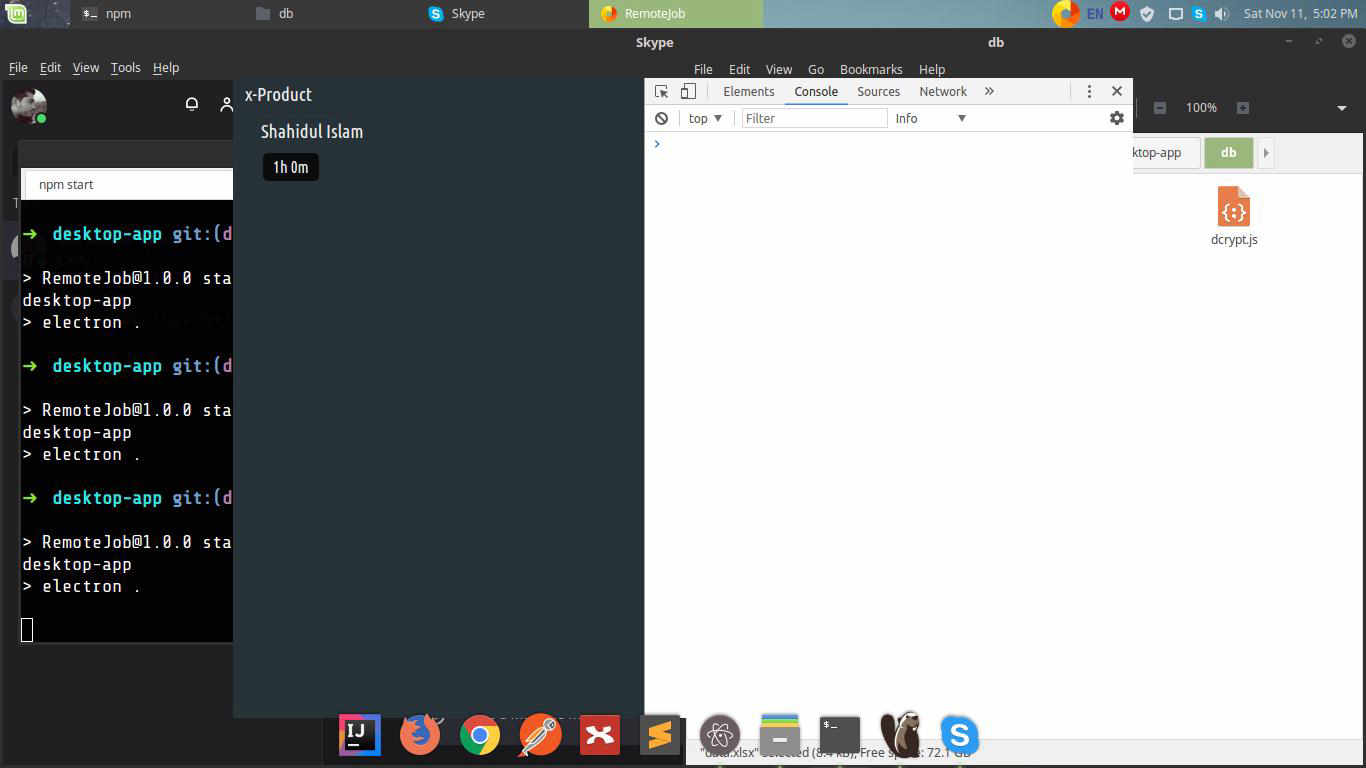 npm
db
Skype
RemoteJob
EN
Sat Nov 11, 5:02 PM
Skype
db
File Edit View Tools Help
File Edit View Go Bookmarks Help
x-Product
Shahidul Islam
1h 0m
Elements Console Sources Network
top
Filter
Info
100%
ktop-app
db
dcrypt.js
npm start
➜ desktop-app git:(d
> RemoteJob@1.0.0 sta
desktop-app
> electron .
➜ desktop-app git:(d
> RemoteJob@1.0.0 sta
desktop-app
> electron .
➜ desktop-app git:(d
> RemoteJob@1.0.0 sta
desktop-app
> electron .
IJ
"data.xlsx" selected (8.4 kB), Free space: 72.1 GB